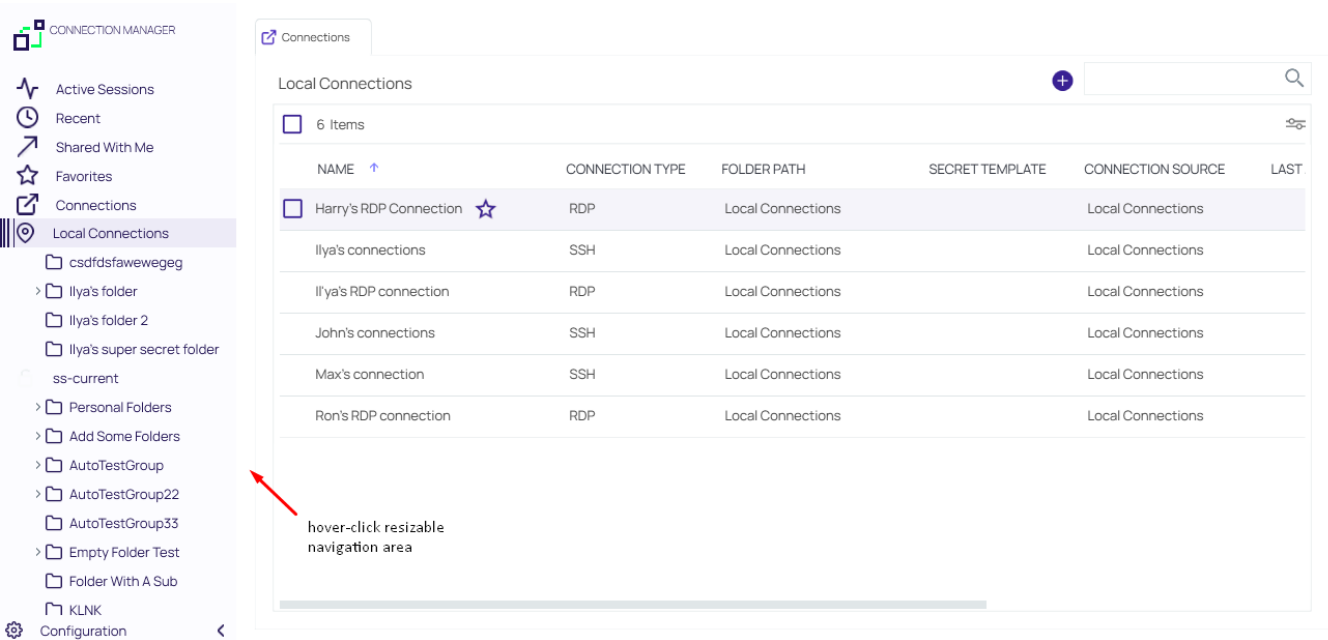 CONNECTION MANAGER
Active Sessions
Recent
Shared With Me
Favorites
Connections
Local Connections
csdfdsfawewegeg
Ilya's folder
Ilya's folder 2
Ilya's super secret folder
ss-current
Personal Folders
Add Some Folders
AutoTestGroup
AutoTestGroup22
AutoTestGroup33
Empty Folder Test
Folder With A Sub
KLNK
Configuration
Connections
Local Connections
6 Items
NAME CONNECTION TYPE FOLDER PATH SECRET TEMPLATE CONNECTION SOURCE LAST
Harry's RDP Connection RDP Local Connections Local Connections
Ilya's connections SSH Local Connections Local Connections
Il'ya's RDP connection RDP Local Connections Local Connections
John's connections SSH Local Connections Local Connections
Max's connection SSH Local Connections Local Connections
Ron's RDP connection RDP Local Connections Local Connections
hover-click resizable
navigation area